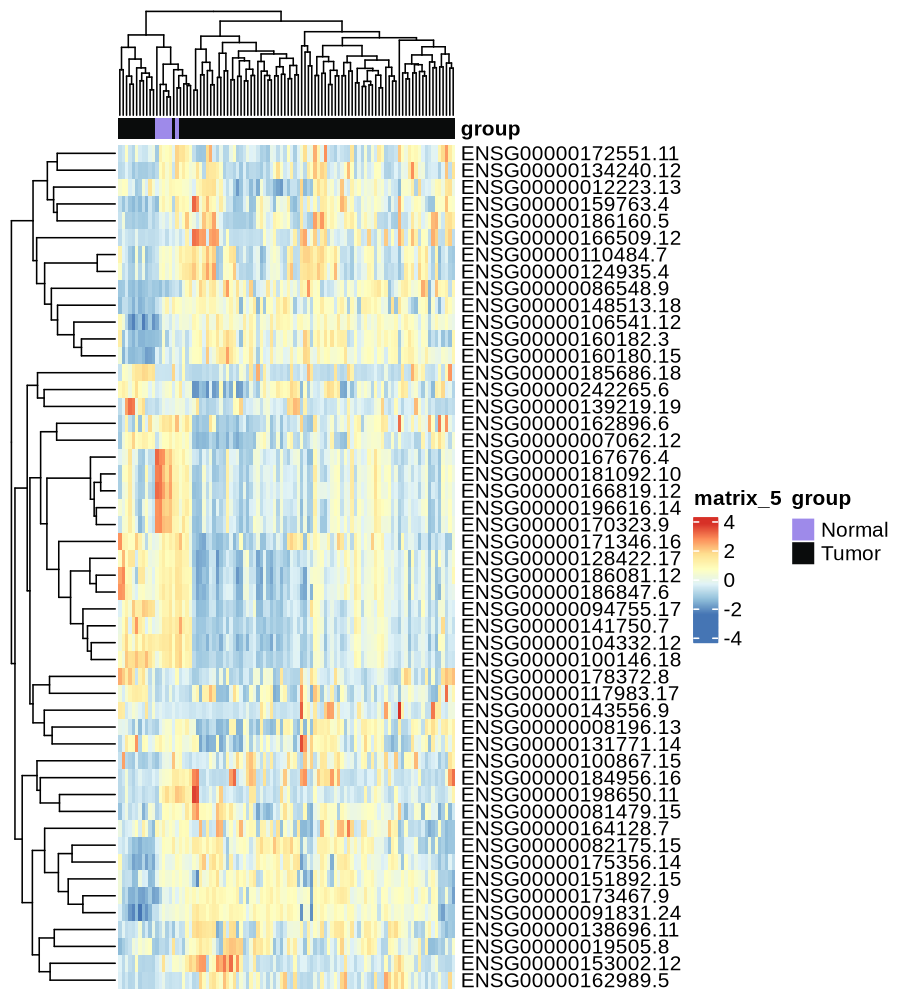 group
ENSG00000172551.11
ENSG00000134240.12
ENSG00000012223.13
ENSG00000159763.4
ENSG00000186160.5
ENSG00000166509.12
ENSG00000110484.7
ENSG00000124935.4
ENSG00000086548.9
ENSG00000148513.18
ENSG00000106541.12
ENSG00000160182.3
ENSG00000160180.15
ENSG00000185686.18
ENSG00000242265.6
ENSG00000139219.19
ENSG00000162896.6
ENSG00000007062.12
ENSG00000167676.4
ENSG00000181092.10
ENSG00000166819.12
ENSG00000196616.14
ENSG00000170323.9
ENSG00000171346.16
ENSG00000128422.17
ENSG00000186081.12
ENSG00000186847.6
ENSG00000094755.17
ENSG00000141750.7
ENSG00000104332.12
ENSG00000100146.18
ENSG00000178372.8
ENSG00000117983.17
ENSG00000143556.9
ENSG00000008196.13
ENSG00000131771.14
ENSG00000100867.15
ENSG00000184956.16
ENSG00000198650.11
ENSG00000081479.15
ENSG00000164128.7
ENSG00000082175.15
ENSG00000175356.14
ENSG00000151892.15
ENSG00000173467.9
ENSG00000091831.24
ENSG00000138696.11
ENSG00000019505.8
ENSG00000153002.12
ENSG00000162989.5
matrix_5
4
2
0
-2
-4
group
Normal
Tumor